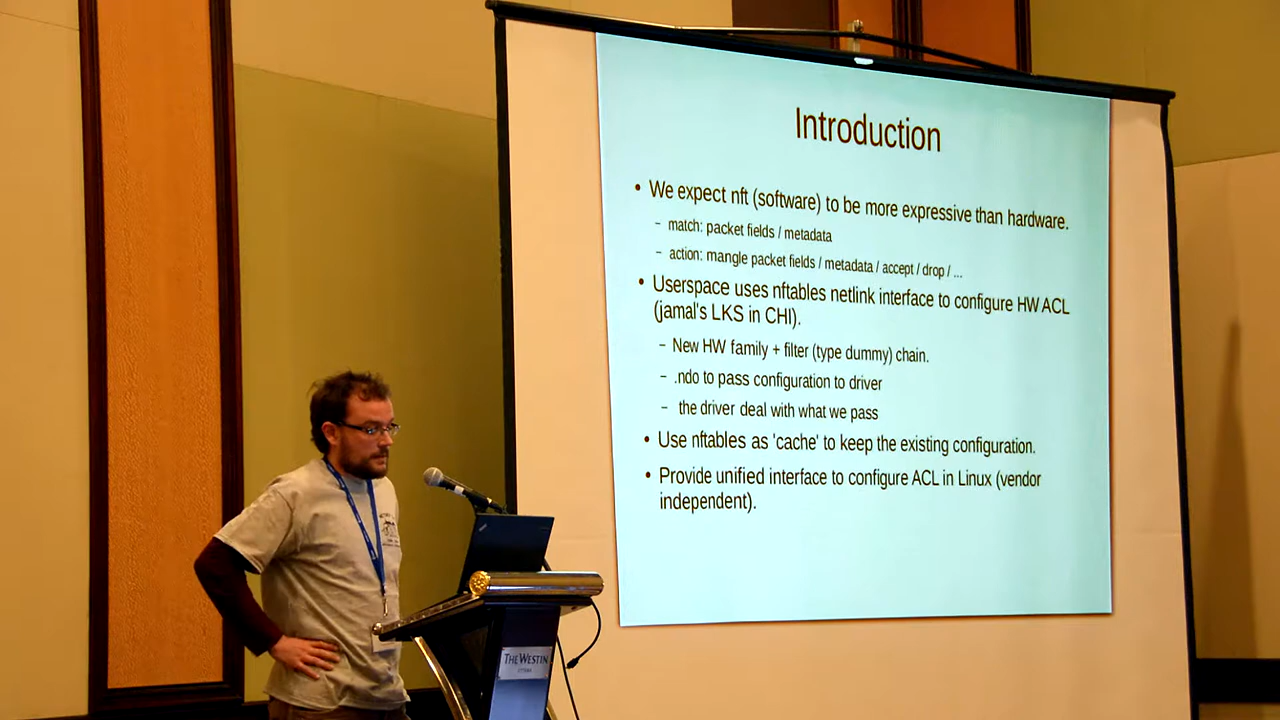 Introduction
• We expect nft (software) to be more expressive than hardware.
– match: packet fields / metadata
– action: mangle packet fields / metadata / accept / drop / ...
• Userspace uses nftables netlink interface to configure HW ACL
(jamal's LKS in CHI).
– New HW family + filter (type dummy) chain.
– .ndo to pass configuration to driver
– the driver deal with what we pass
• Use nftables as 'cache' to keep the existing configuration.
• Provide unified interface to configure ACL in Linux (vendor
independent).
THE WESTIN